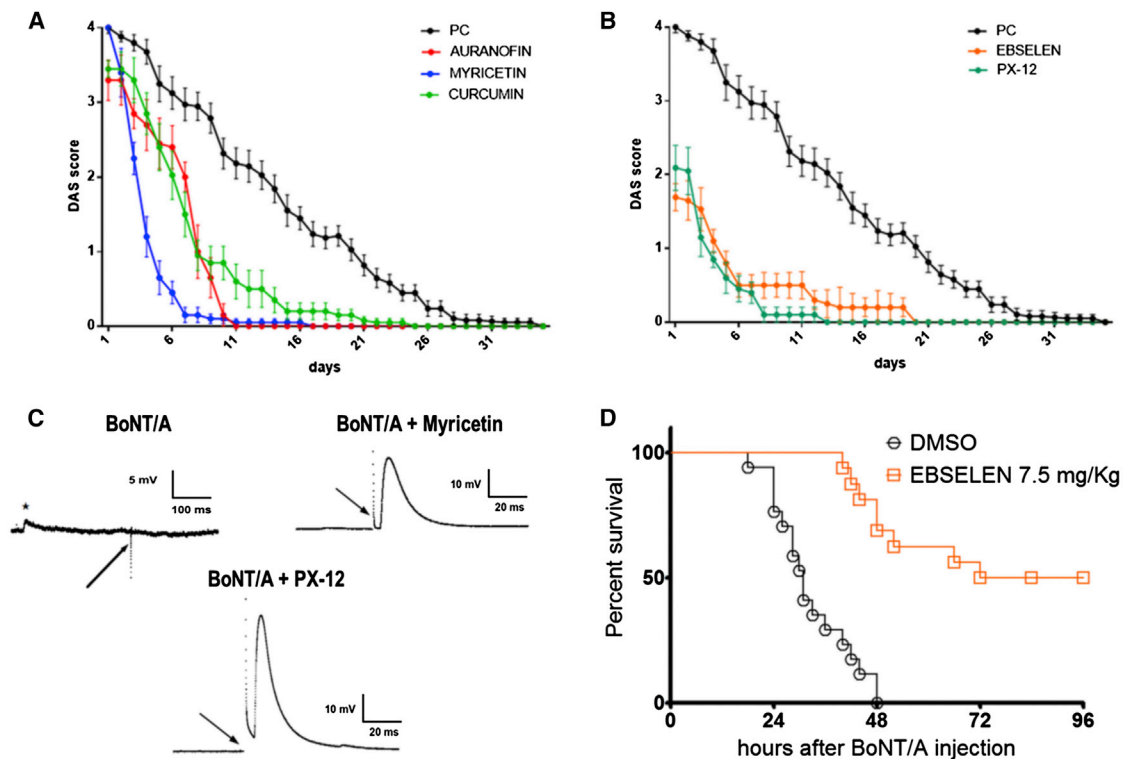 A
DAS score
4
3
2
1
0
1
6
11
16
21
26
31
days
PC
AURANOFIN
MYRICETIN
CURCUMIN
B
DAS score
4
3
2
1
0
1
6
11
16
21
26
31
days
PC
EBSELEN
PX-12
C
BoNT/A
5 mV
100 ms
*
BoNT/A + Myricetin
10 mV
20 ms
BoNT/A + PX-12
10 mV
20 ms
D
Percent survival
100
50
0
0
24
48
72
96
hours after BoNT/A injection
DMSO
EBSELEN 7.5 mg/Kg